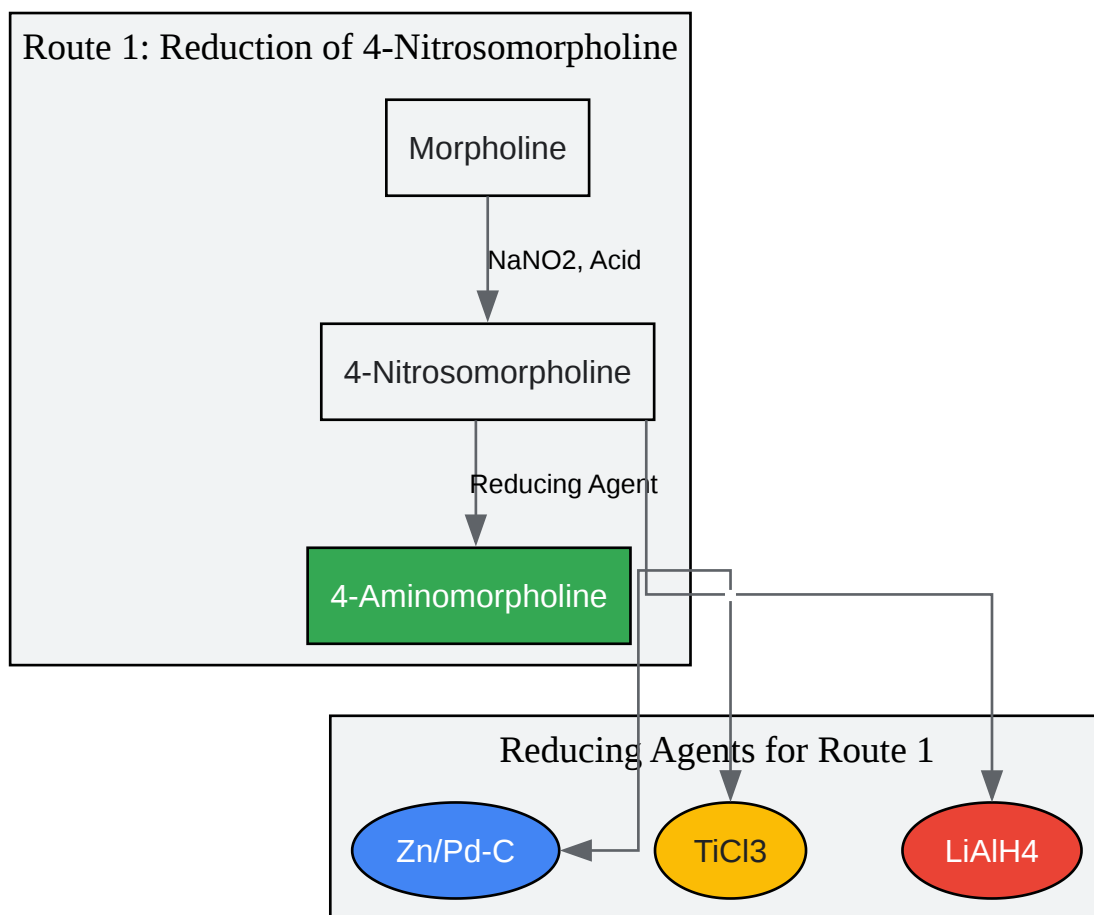 Route 1: Reduction of 4-Nitrosomorpholine
Morpholine
NaNO2, Acid
4-Nitrosomorpholine
Reducing Agent
4-Aminomorpholine
Reducing Agents for Route 1
Zn/Pd-C
TiCl3
LiAlH4